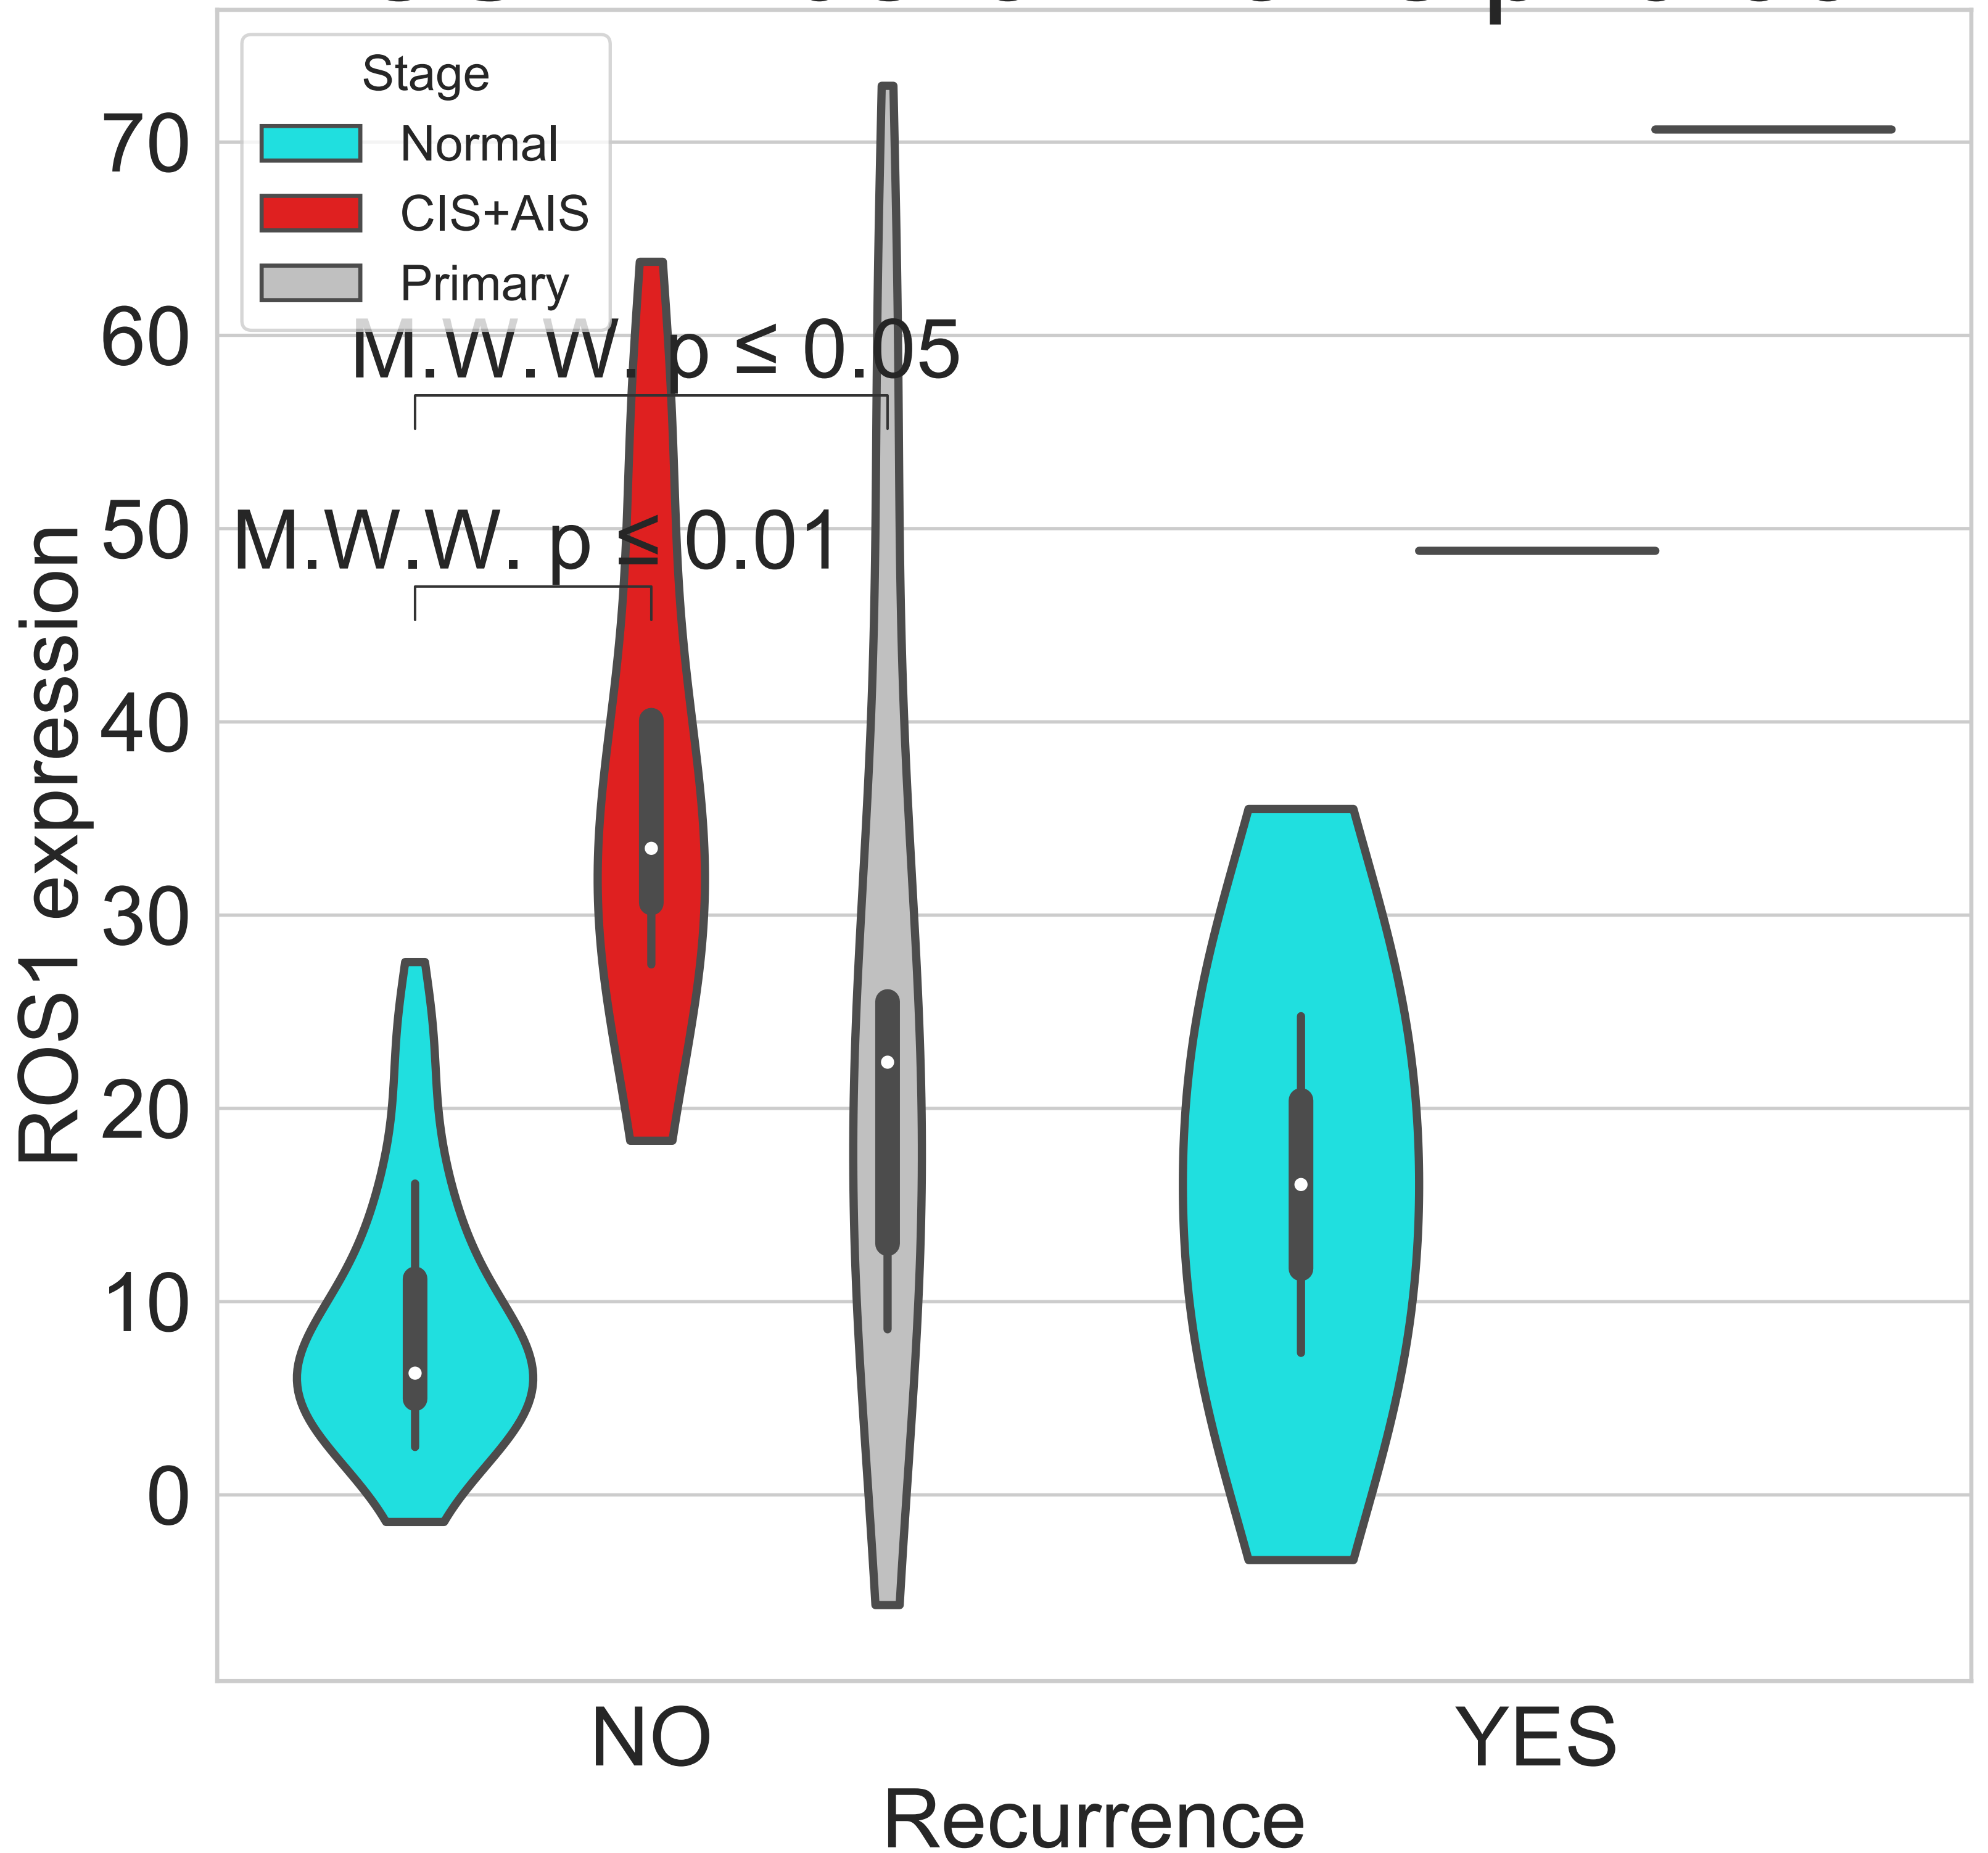 Stage
Normal
CIS+AIS
Primary
M.W.W. p ≤ 0.05
M.W.W. p ≤ 0.01
70
60
50
40
30
20
10
0
ROS1 expression
NO
YES
Recurrence